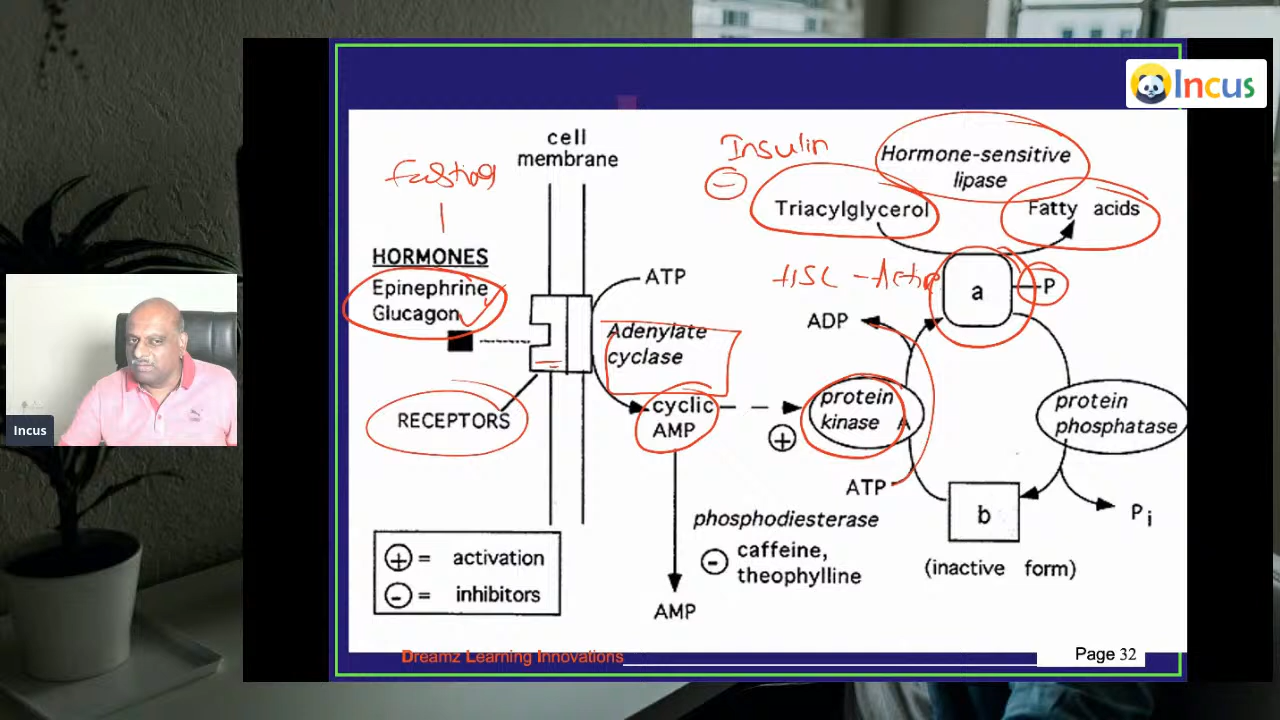 Incus
cell
membrane
Insulin
Hormone-sensitive
lipase
Fasting
Triacylglycerol
Fatty acids
HORMONES
Epinephrine
Glucagon
ATP
HSL - Active
a
P
ADP
Adenylate
cyclase
RECEPTORS
cyclic
AMP
protein
kinase A
protein
phosphatase
Incus
+
ATP
b
Pi
phosphodiesterase
- caffeine,
theophylline
(inactive form)
+ = activation
- = inhibitors
AMP
Dreamz Learning Innovations
Page 32